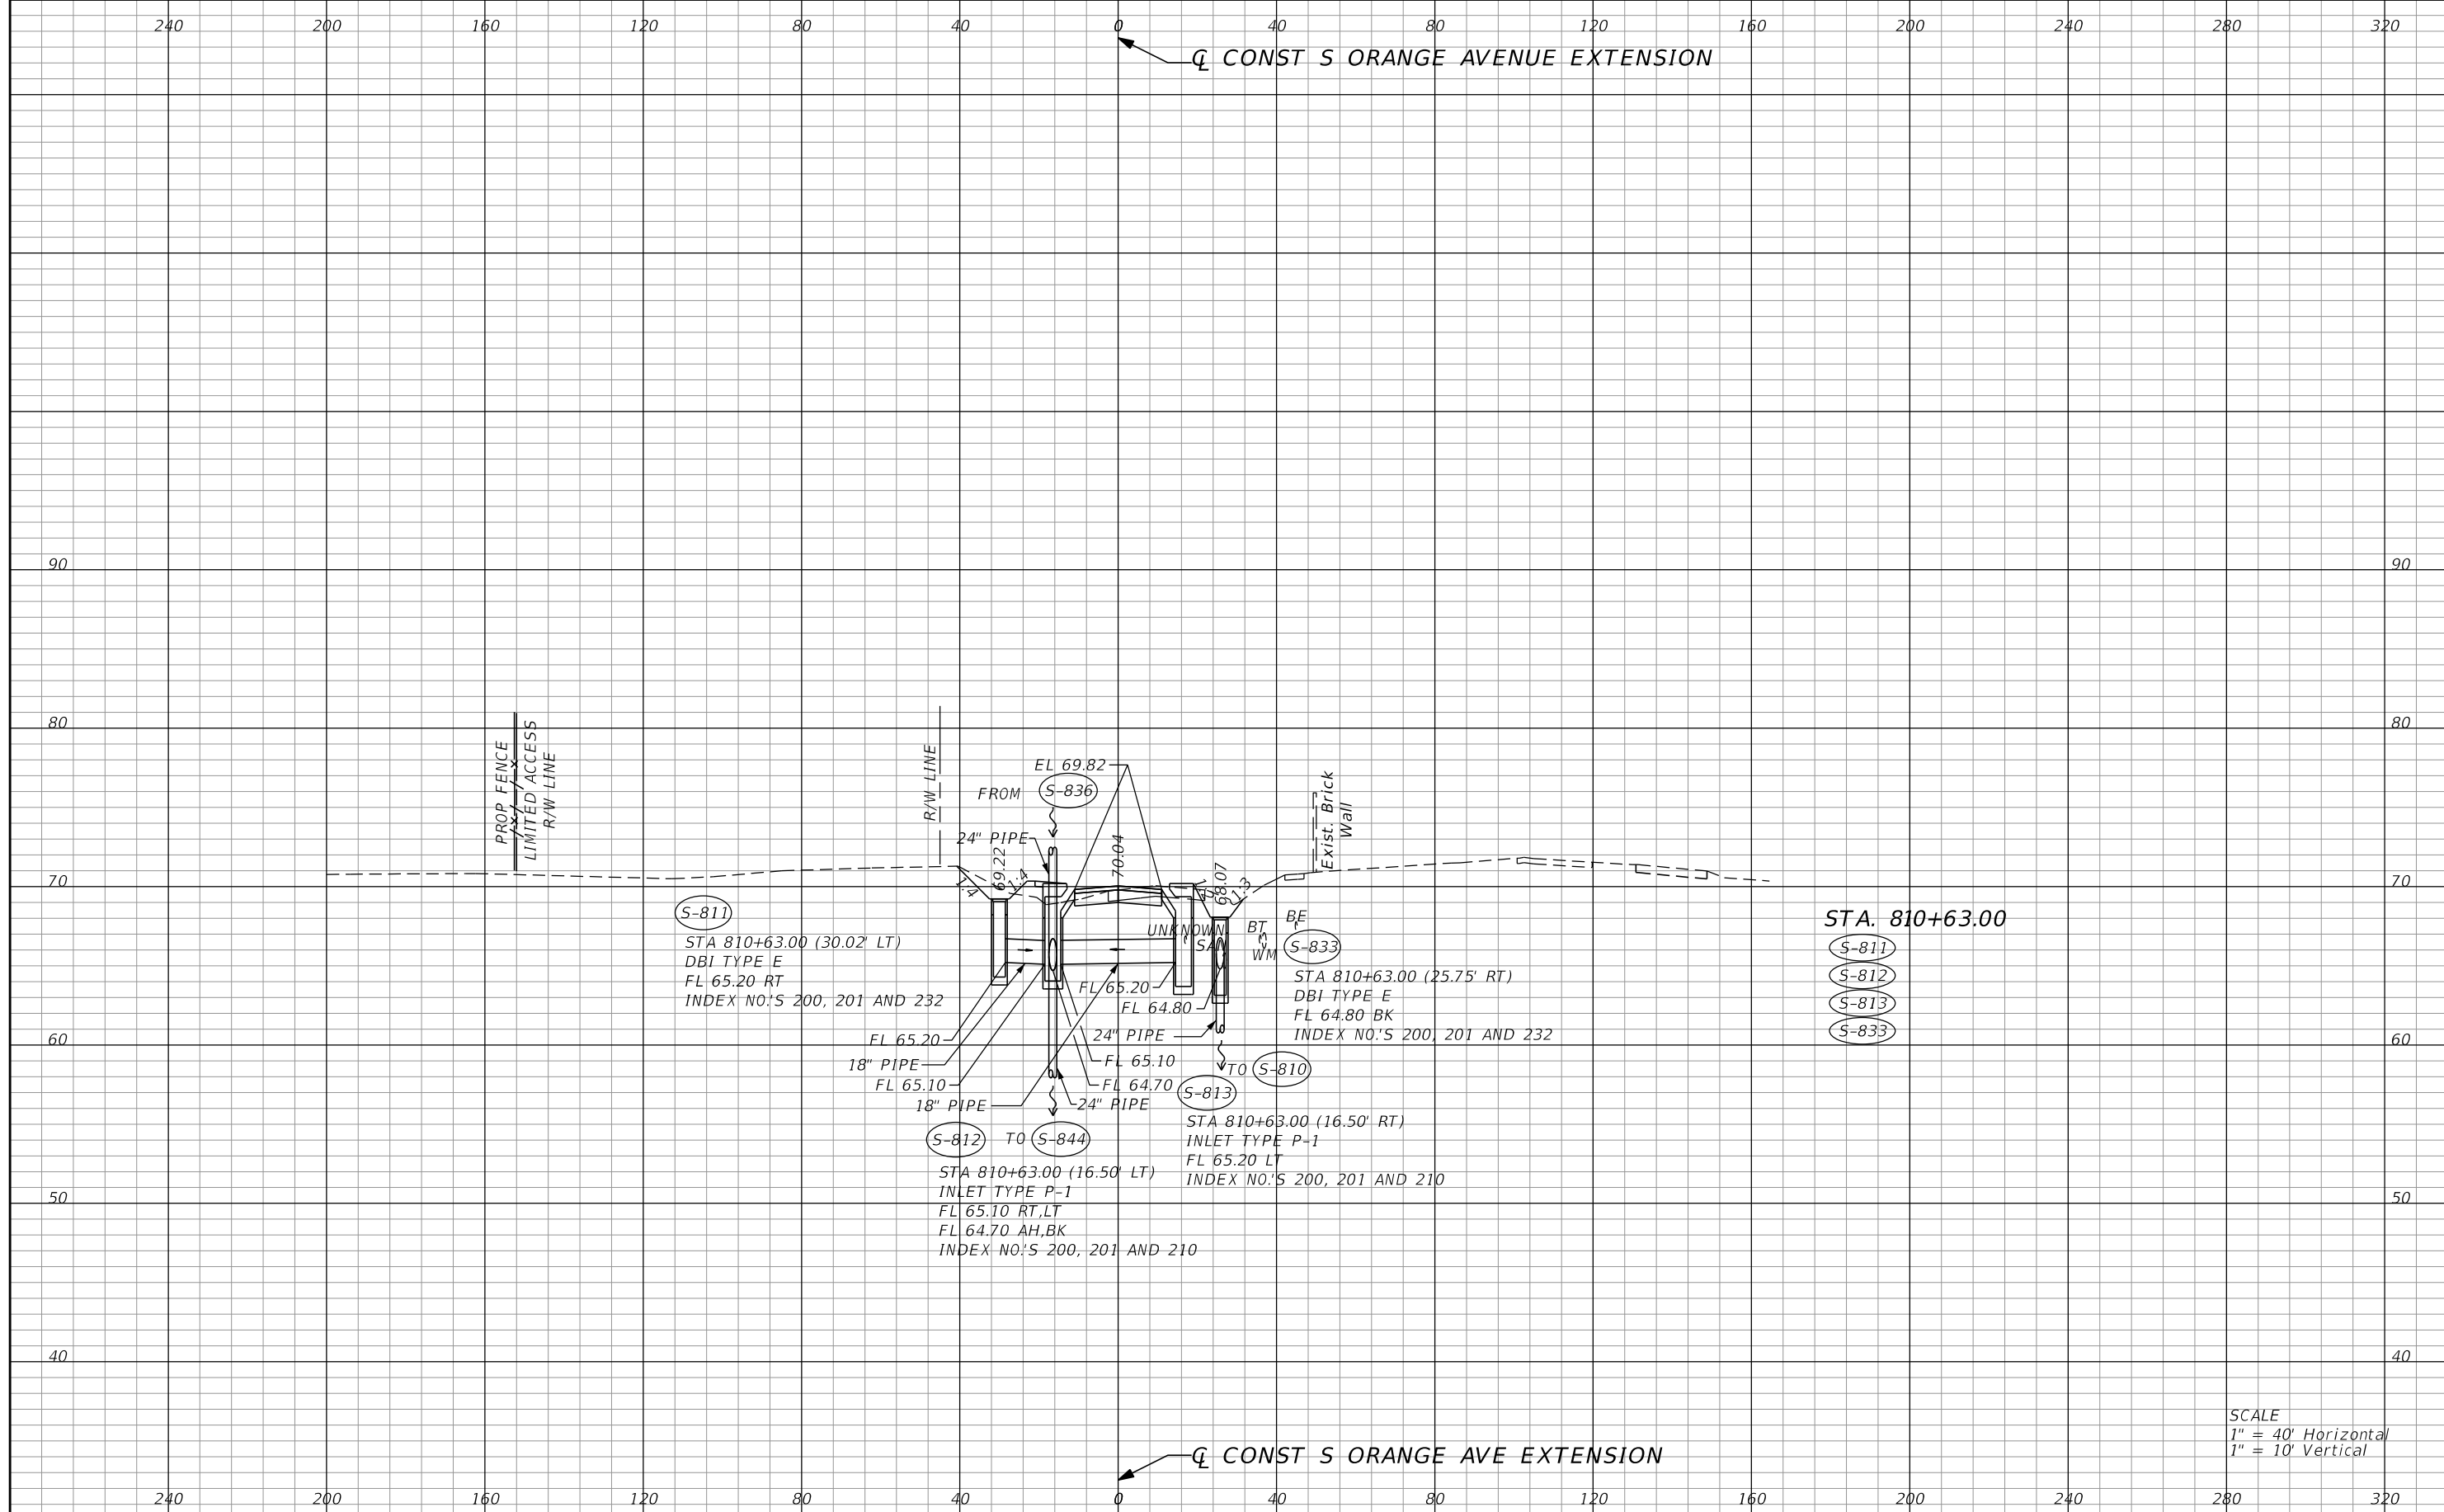 240 200 160 120 80 40 0 40 80 120 160 200 240 280 320
℄ CONST S ORANGE AVENUE EXTENSION
90 90
80 80
PROP FENCE
LIMITED ACCESS
R/W LINE
R/W LINE
EL 69.82
FROM S-836
24" PIPE
69.22
70.04
68.07
1:4
1:4
1:3
Exist. Brick
Wall
70 70
S-811
STA 810+63.00 (30.02' LT)
DBI TYPE E
FL 65.20 RT
INDEX NO.'S 200, 201 AND 232
UNKNOWN
SAN
BT
BE
WM
S-833
STA 810+63.00 (25.75' RT)
DBI TYPE E
FL 64.80 BK
INDEX NO.'S 200, 201 AND 232
STA. 810+63.00
S-811
S-812
S-813
S-833
FL 65.20
FL 64.80
24" PIPE
60 60
FL 65.20
18" PIPE
FL 65.10
18" PIPE
FL 65.10
FL 64.70
24" PIPE
TO S-810
S-813
STA 810+63.00 (16.50' RT)
INLET TYPE P-1
FL 65.20 LT
INDEX NO.'S 200, 201 AND 210
S-812 TO S-844
STA 810+63.00 (16.50' LT)
INLET TYPE P-1
FL 65.10 RT,LT
FL 64.70 AH,BK
INDEX NO.'S 200, 201 AND 210
50 50
40 40
SCALE
1" = 40' Horizontal
1" = 10' Vertical
℄ CONST S ORANGE AVE EXTENSION
240 200 160 120 80 40 0 40 80 120 160 200 240 280 320